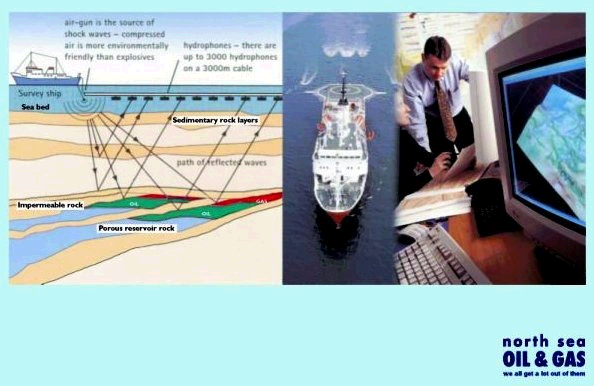 air-gun is the source of
shock waves – compressed
air is more environmentally
friendly than explosives
hydrophones – there are
up to 3000 hydrophones
on a 3000m cable
Survey ship
Sea bed
Sedimentary rock layers
path of reflected waves
Impermeable rock
OIL
GAS
OIL
Porous reservoir rock
north sea
OIL & GAS
we all get a lot out of them